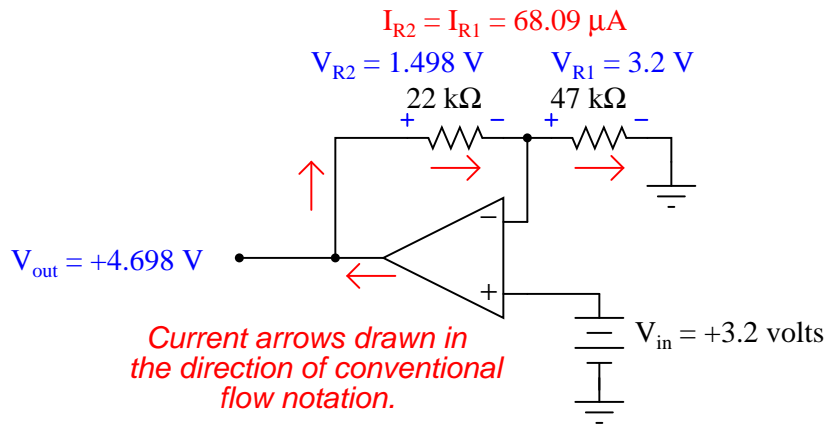 I_R2 = I_R1 = 68.09 μA
V_R2 = 1.498 V
V_R1 = 3.2 V
22 kΩ
47 kΩ
+ − + −
−
V_out = +4.698 V
+
V_in = +3.2 volts
Current arrows drawn in
the direction of conventional
flow notation.